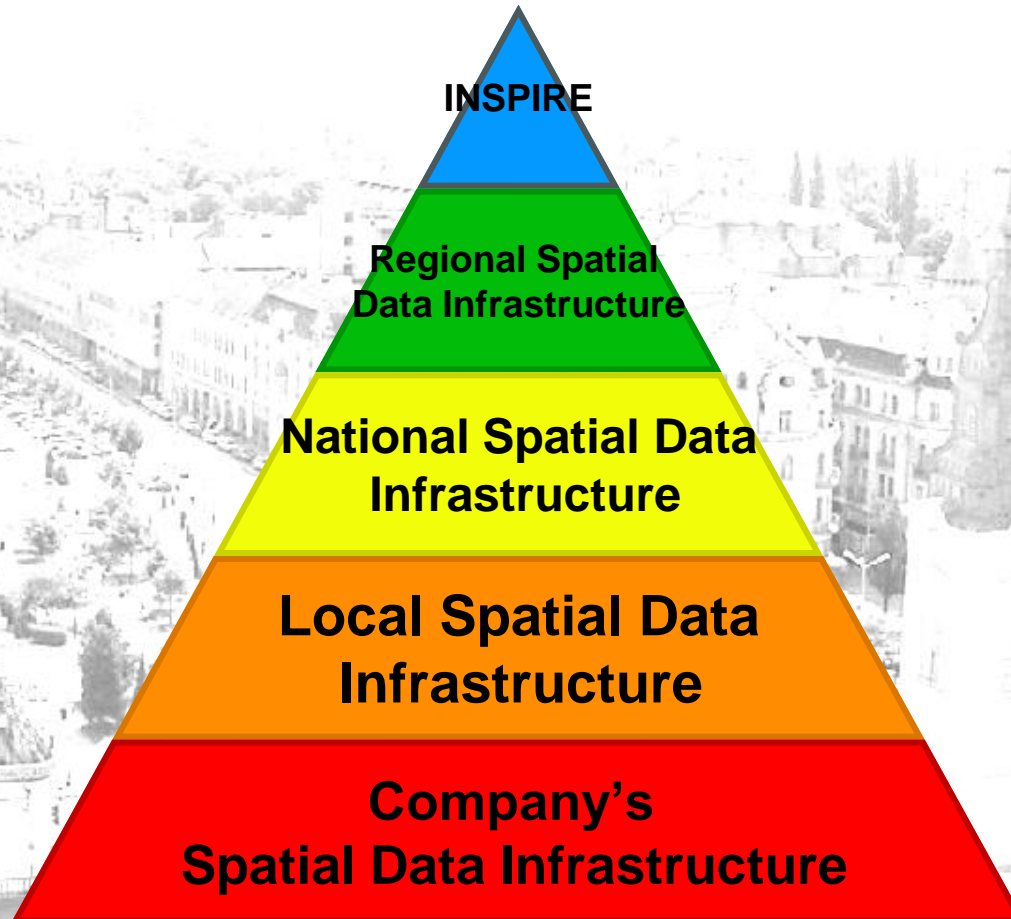 INSPIRE
Regional Spatial
Data Infrastructure
National Spatial Data
Infrastructure
Local Spatial Data
Infrastructure
Company’s
Spatial Data Infrastructure